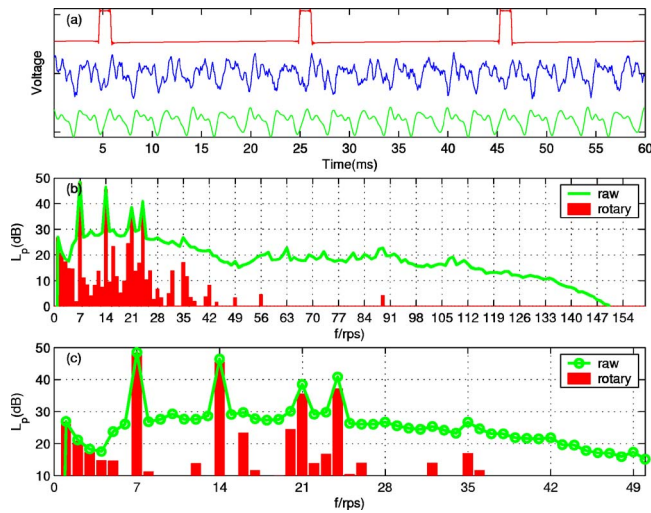 (a)
Voltage
5 10 15 20 25 30 35 40 45 50 55 60
Time(ms)
(b)
50
40
30
20
10
0
Lp(dB)
raw
rotary
0 7 14 21 28 35 42 49 56 63 70 77 84 91 98 105 112 119 126 133 140 147 154
f/rps)
(c)
50
40
30
20
10
Lp(dB)
raw
rotary
0 7 14 21 28 35 42 49
f/rps)